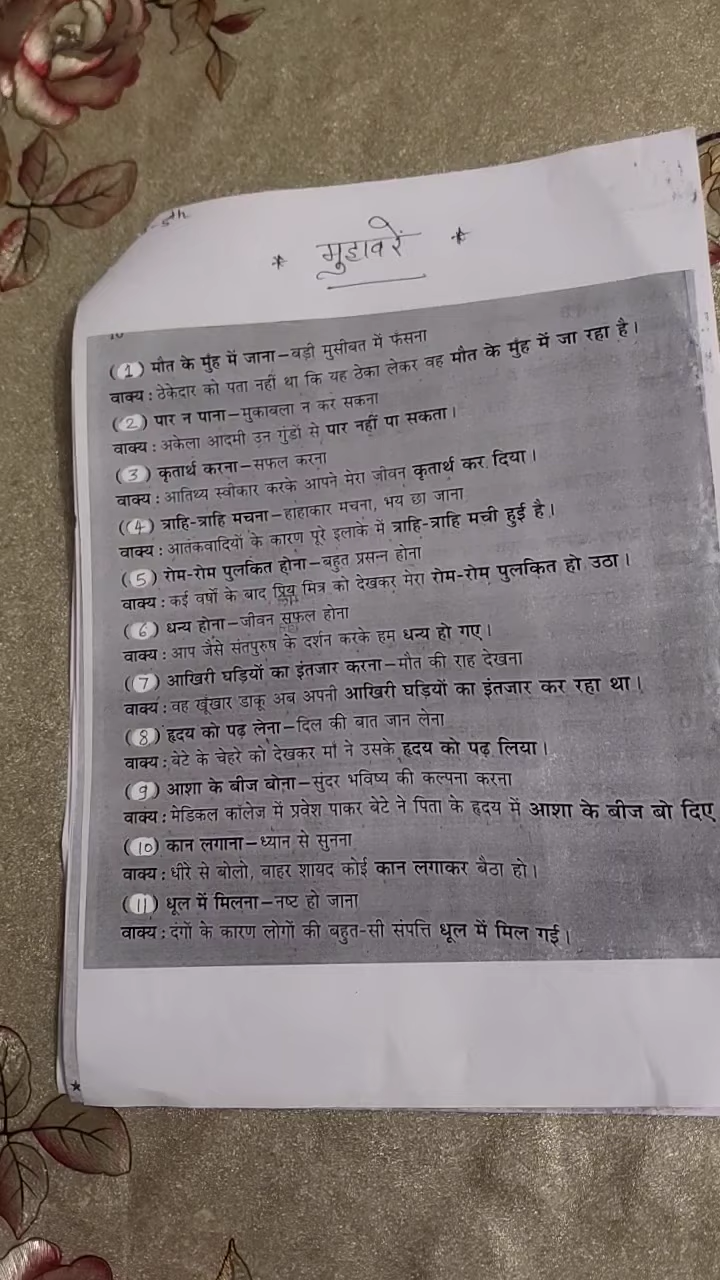 5th
* मुहावरें *
(1) मौत के मुंह में जाना–बड़ी मुसीबत में फंसना
वाक्य : ठेकेदार को पता नहीं था कि यह ठेका लेकर वह मौत के मुंह में जा रहा है।
(2) पार न पाना–मुकाबला न कर सकना
वाक्य : अकेला आदमी उन गुंडों से पार नहीं पा सकता।
(3) कृतार्थ करना–सफल करना
वाक्य : आतिथ्य स्वीकार करके आपने मेरा जीवन कृतार्थ कर दिया।
(4) त्राहि-त्राहि मचना–हाहाकार मचना, भय छा जाना
वाक्य : आतंकवादियों के कारण पूरे इलाके में त्राहि-त्राहि मची हुई है।
(5) रोम-रोम पुलकित होना–बहुत प्रसन्न होना
वाक्य : कई वर्षों के बाद प्रिय मित्र को देखकर मेरा रोम-रोम पुलकित हो उठा।
(6) धन्य होना–जीवन सफल होना
वाक्य : आप जैसे संतपुरुष के दर्शन करके हम धन्य हो गए।
(7) आखिरी घड़ियों का इंतजार करना–मौत की राह देखना
वाक्य : वह खूंखार डाकू अब अपनी आखिरी घड़ियों का इंतजार कर रहा था।
(8) हृदय को पढ़ लेना–दिल की बात जान लेना
वाक्य : बेटे के चेहरे को देखकर मां ने उसके हृदय को पढ़ लिया।
(9) आशा के बीज बोना–सुंदर भविष्य की कल्पना करना
वाक्य : मेडिकल कॉलेज में प्रवेश पाकर बेटे ने पिता के हृदय में आशा के बीज बो दिए
(10) कान लगाना–ध्यान से सुनना
वाक्य : धीरे से बोलो, बाहर शायद कोई कान लगाकर बैठा हो।
(11) धूल में मिलना–नष्ट हो जाना
वाक्य : दंगों के कारण लोगों की बहुत-सी संपत्ति धूल में मिल गई।